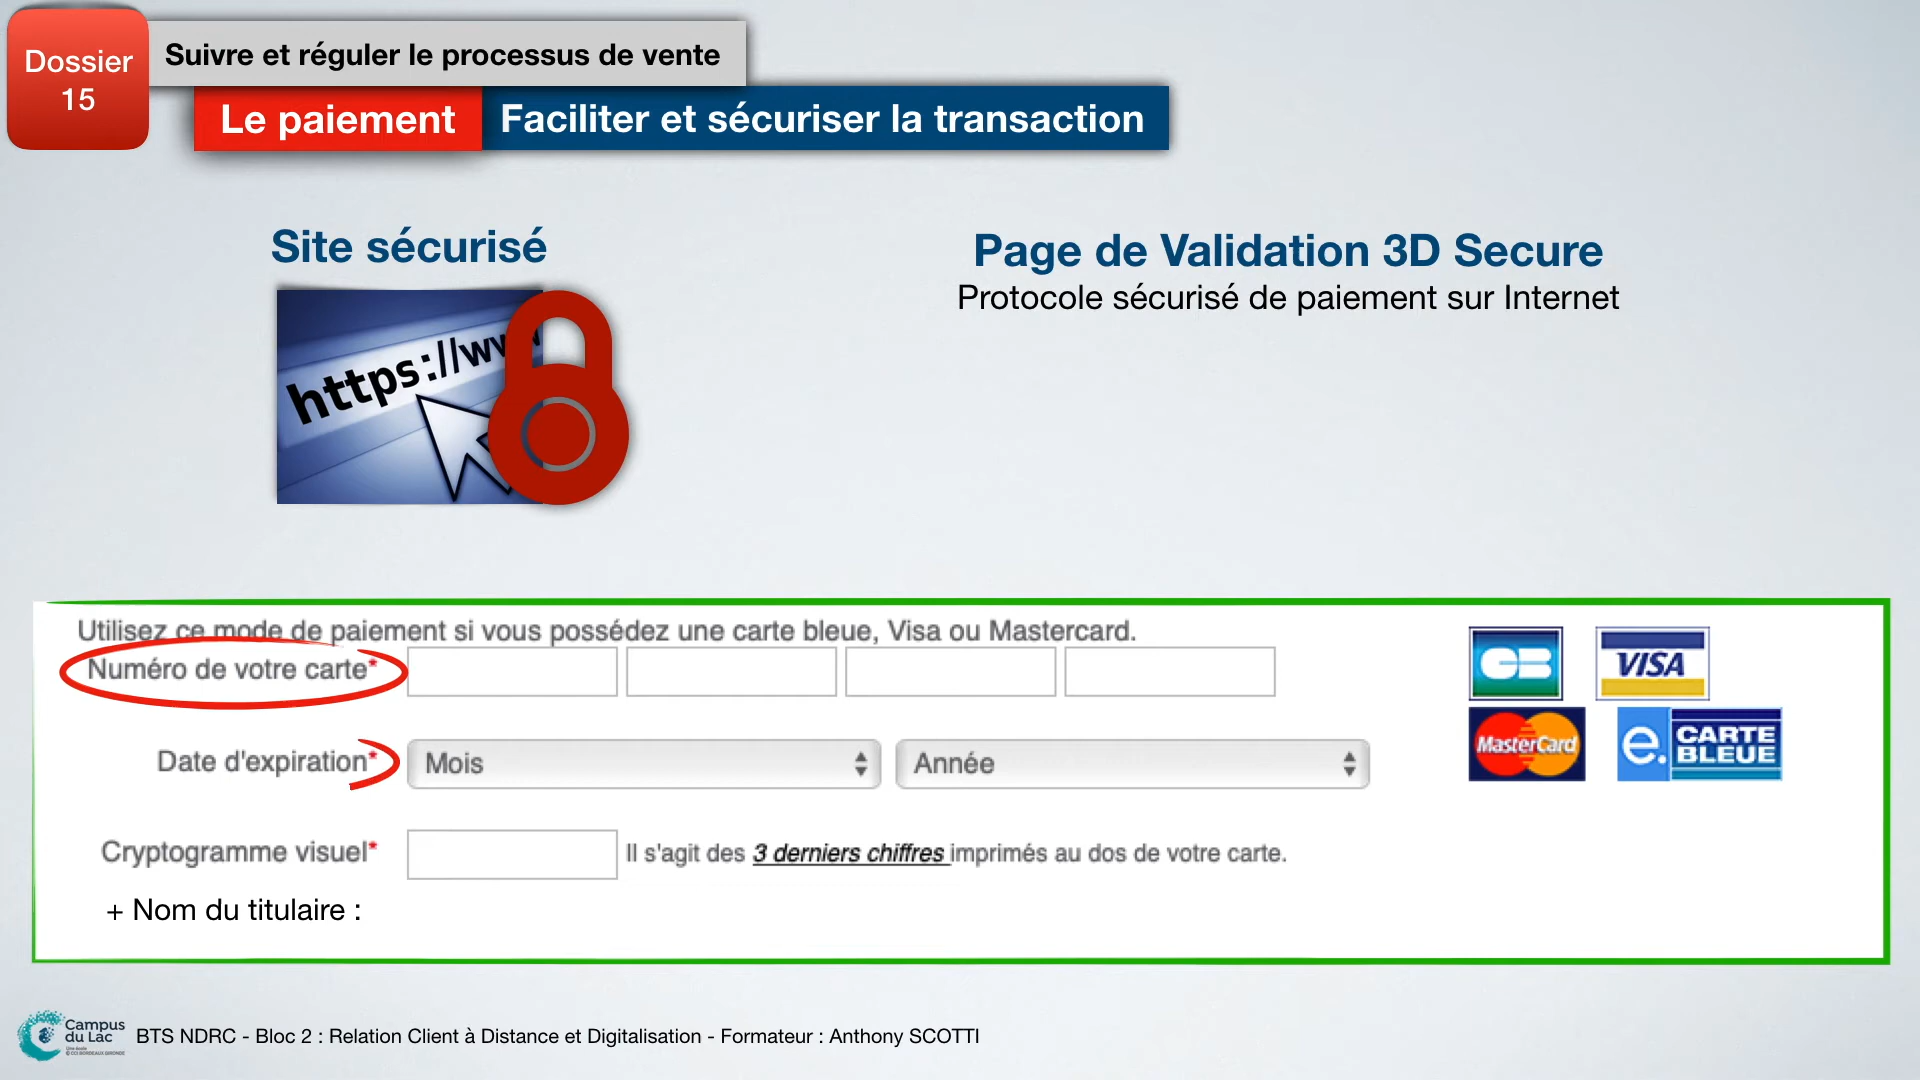 Dossier
15
Suivre et réguler le processus de vente
Le paiement
Faciliter et sécuriser la transaction
Site sécurisé
https://ww
Page de Validation 3D Secure
Protocole sécurisé de paiement sur Internet
Utilisez ce mode de paiement si vous possédez une carte bleue, Visa ou Mastercard.
Numéro de votre carte*
Date d'expiration*
Mois
Année
Cryptogramme visuel*
Il s'agit des 3 derniers chiffres imprimés au dos de votre carte.
+ Nom du titulaire :
CB
VISA
MasterCard
e. CARTE
BLEUE
Campus
du Lac
BTS NDRC - Bloc 2 : Relation Client à Distance et Digitalisation - Formateur : Anthony SCOTTI